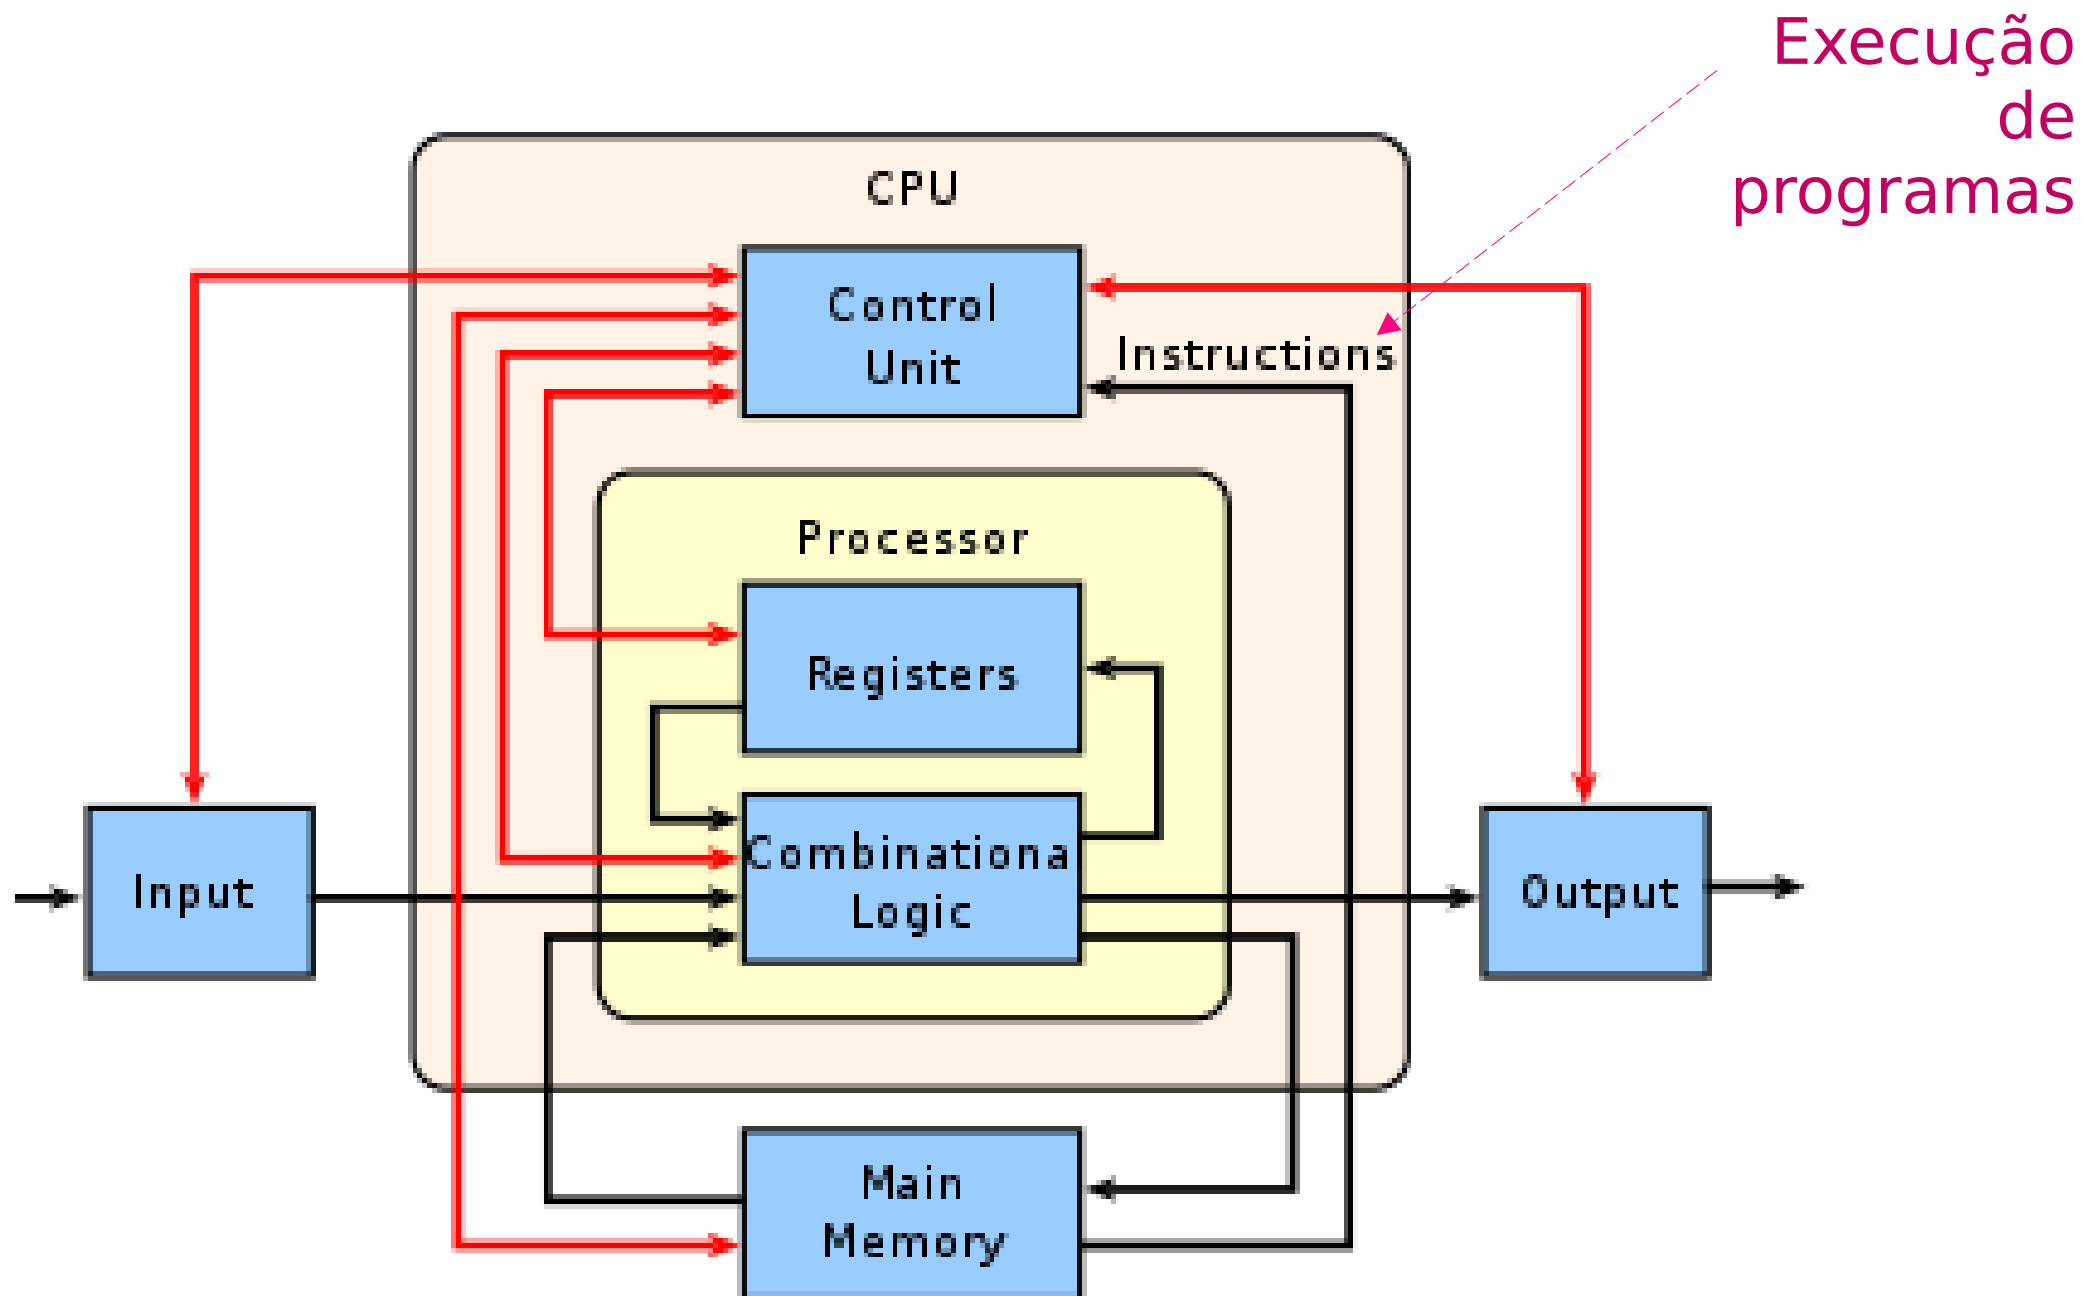 Execução
de
programas
CPU
Control
Unit
Instructions
Processor
Registers
Combinationa
Logic
Input
Output
Main
Memory